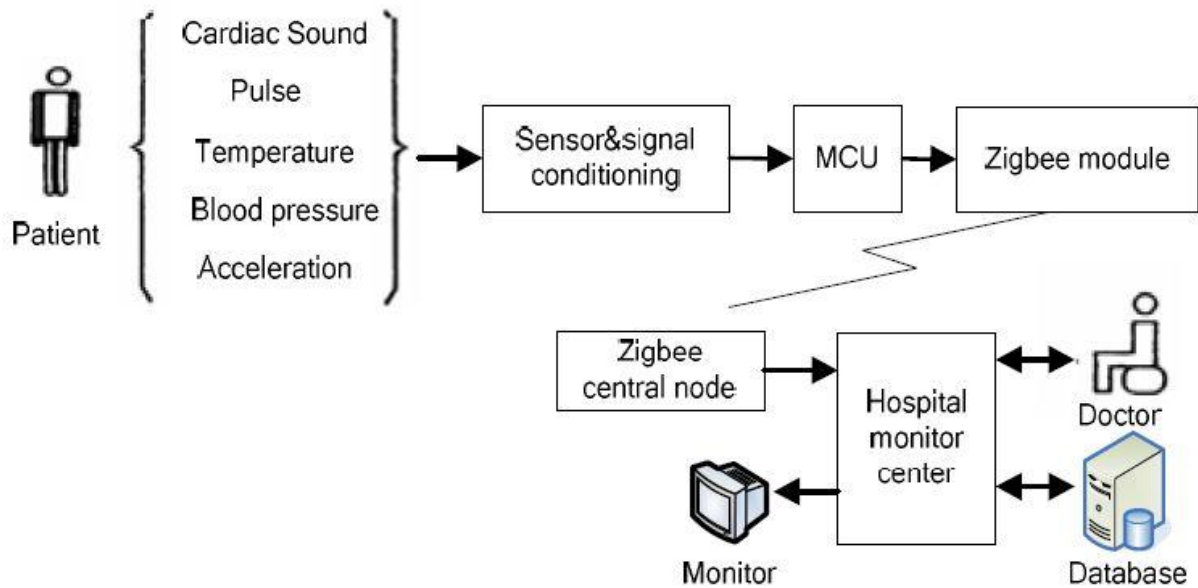 Cardiac Sound
Pulse
Temperature
Blood pressure
Acceleration
Patient
Sensor&signal
conditioning
MCU
Zigbee module
Zigbee
central node
Hospital
monitor
center
Doctor
Monitor
Database